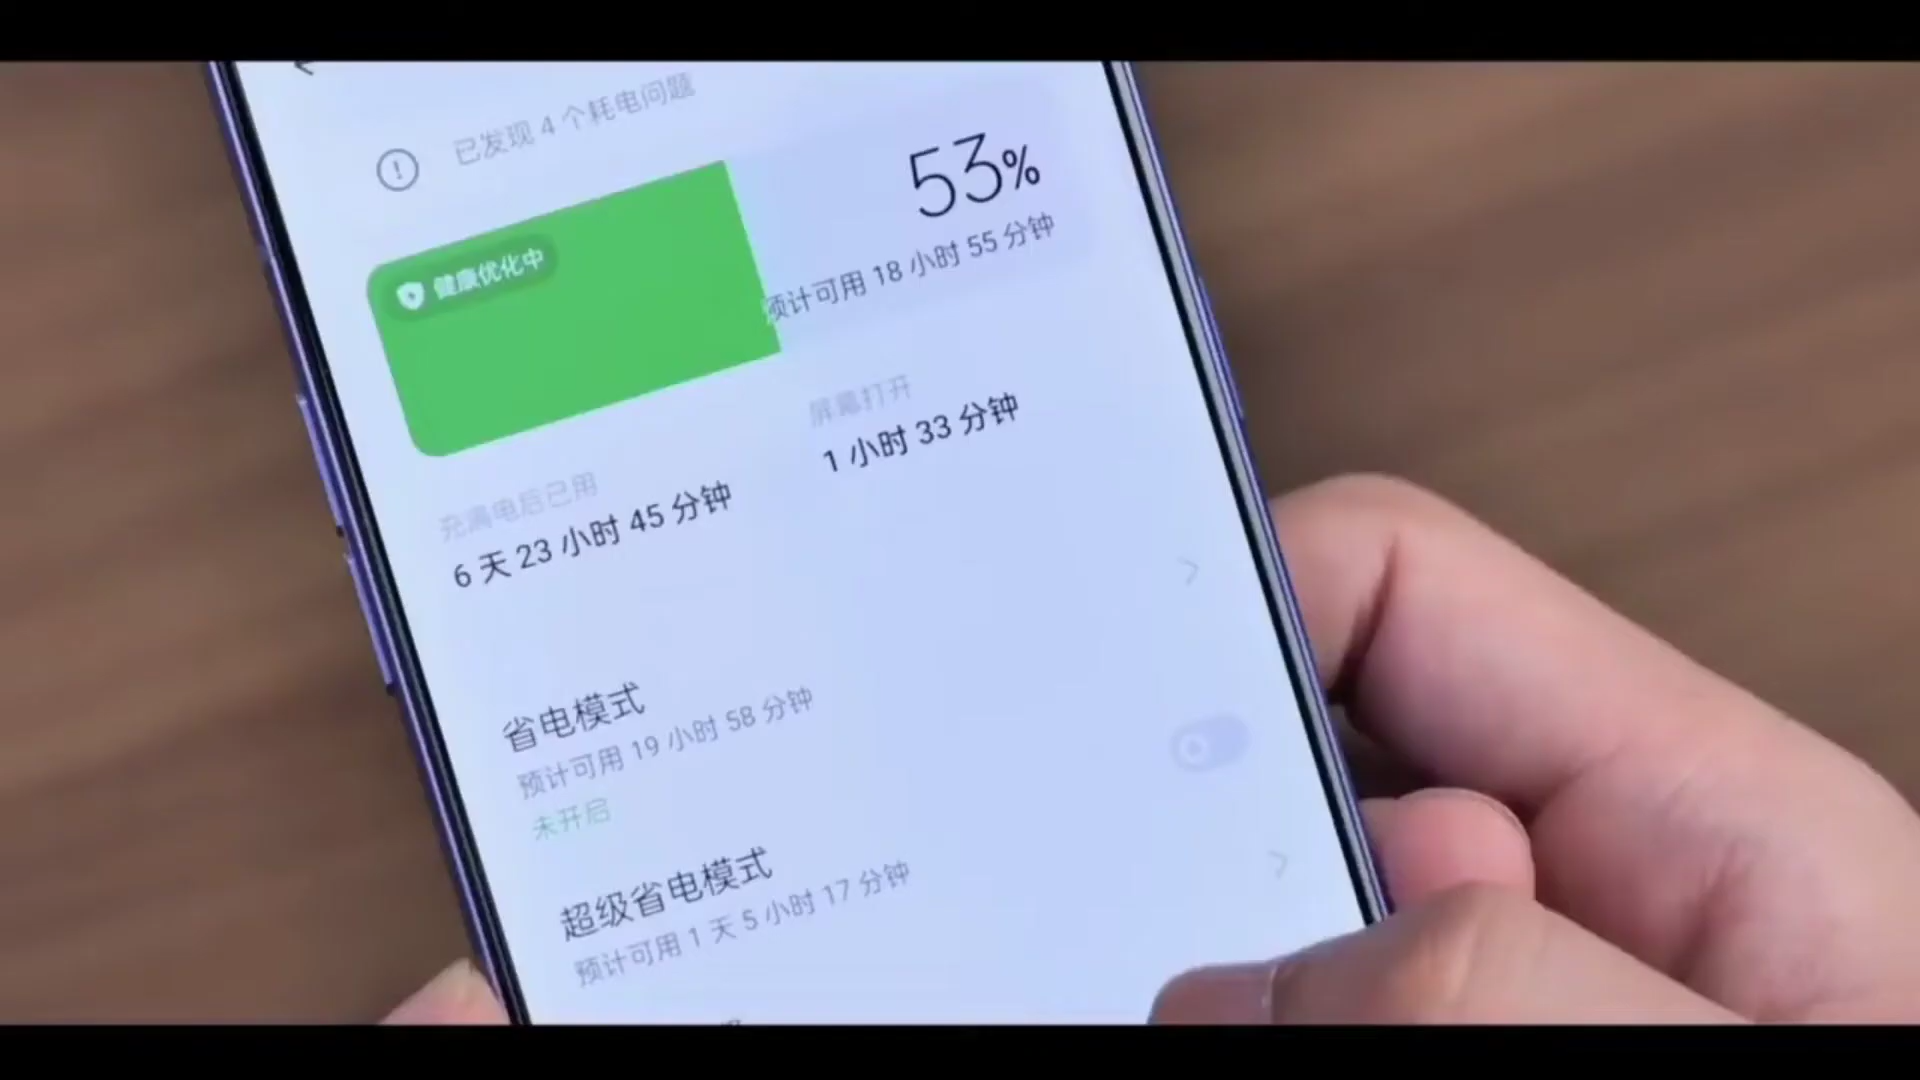 已发现 4 个耗电问题
53%
健康优化中
预计可用 18 小时 55 分钟
屏幕打开
1 小时 33 分钟
充满电后已用
6 天 23 小时 45 分钟
省电模式
预计可用 19 小时 58 分钟
未开启
超级省电模式
预计可用 1 天 5 小时 17 分钟